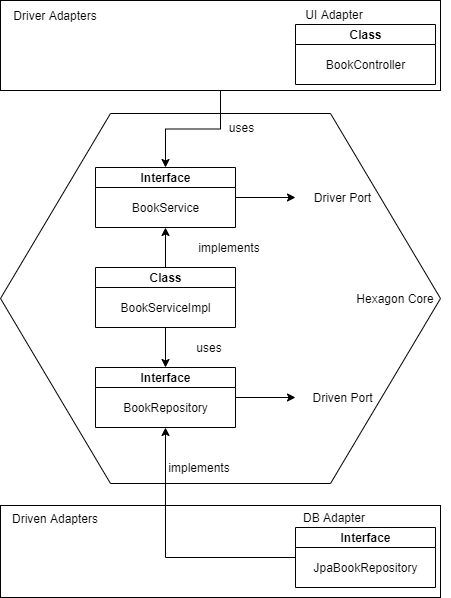 Driver Adapters
UI Adapter
Class
BookController
uses
Interface
BookService
Driver Port
implements
Class
BookServiceImpl
Hexagon Core
uses
Interface
BookRepository
Driven Port
implements
Driven Adapters
DB Adapter
Interface
JpaBookRepository